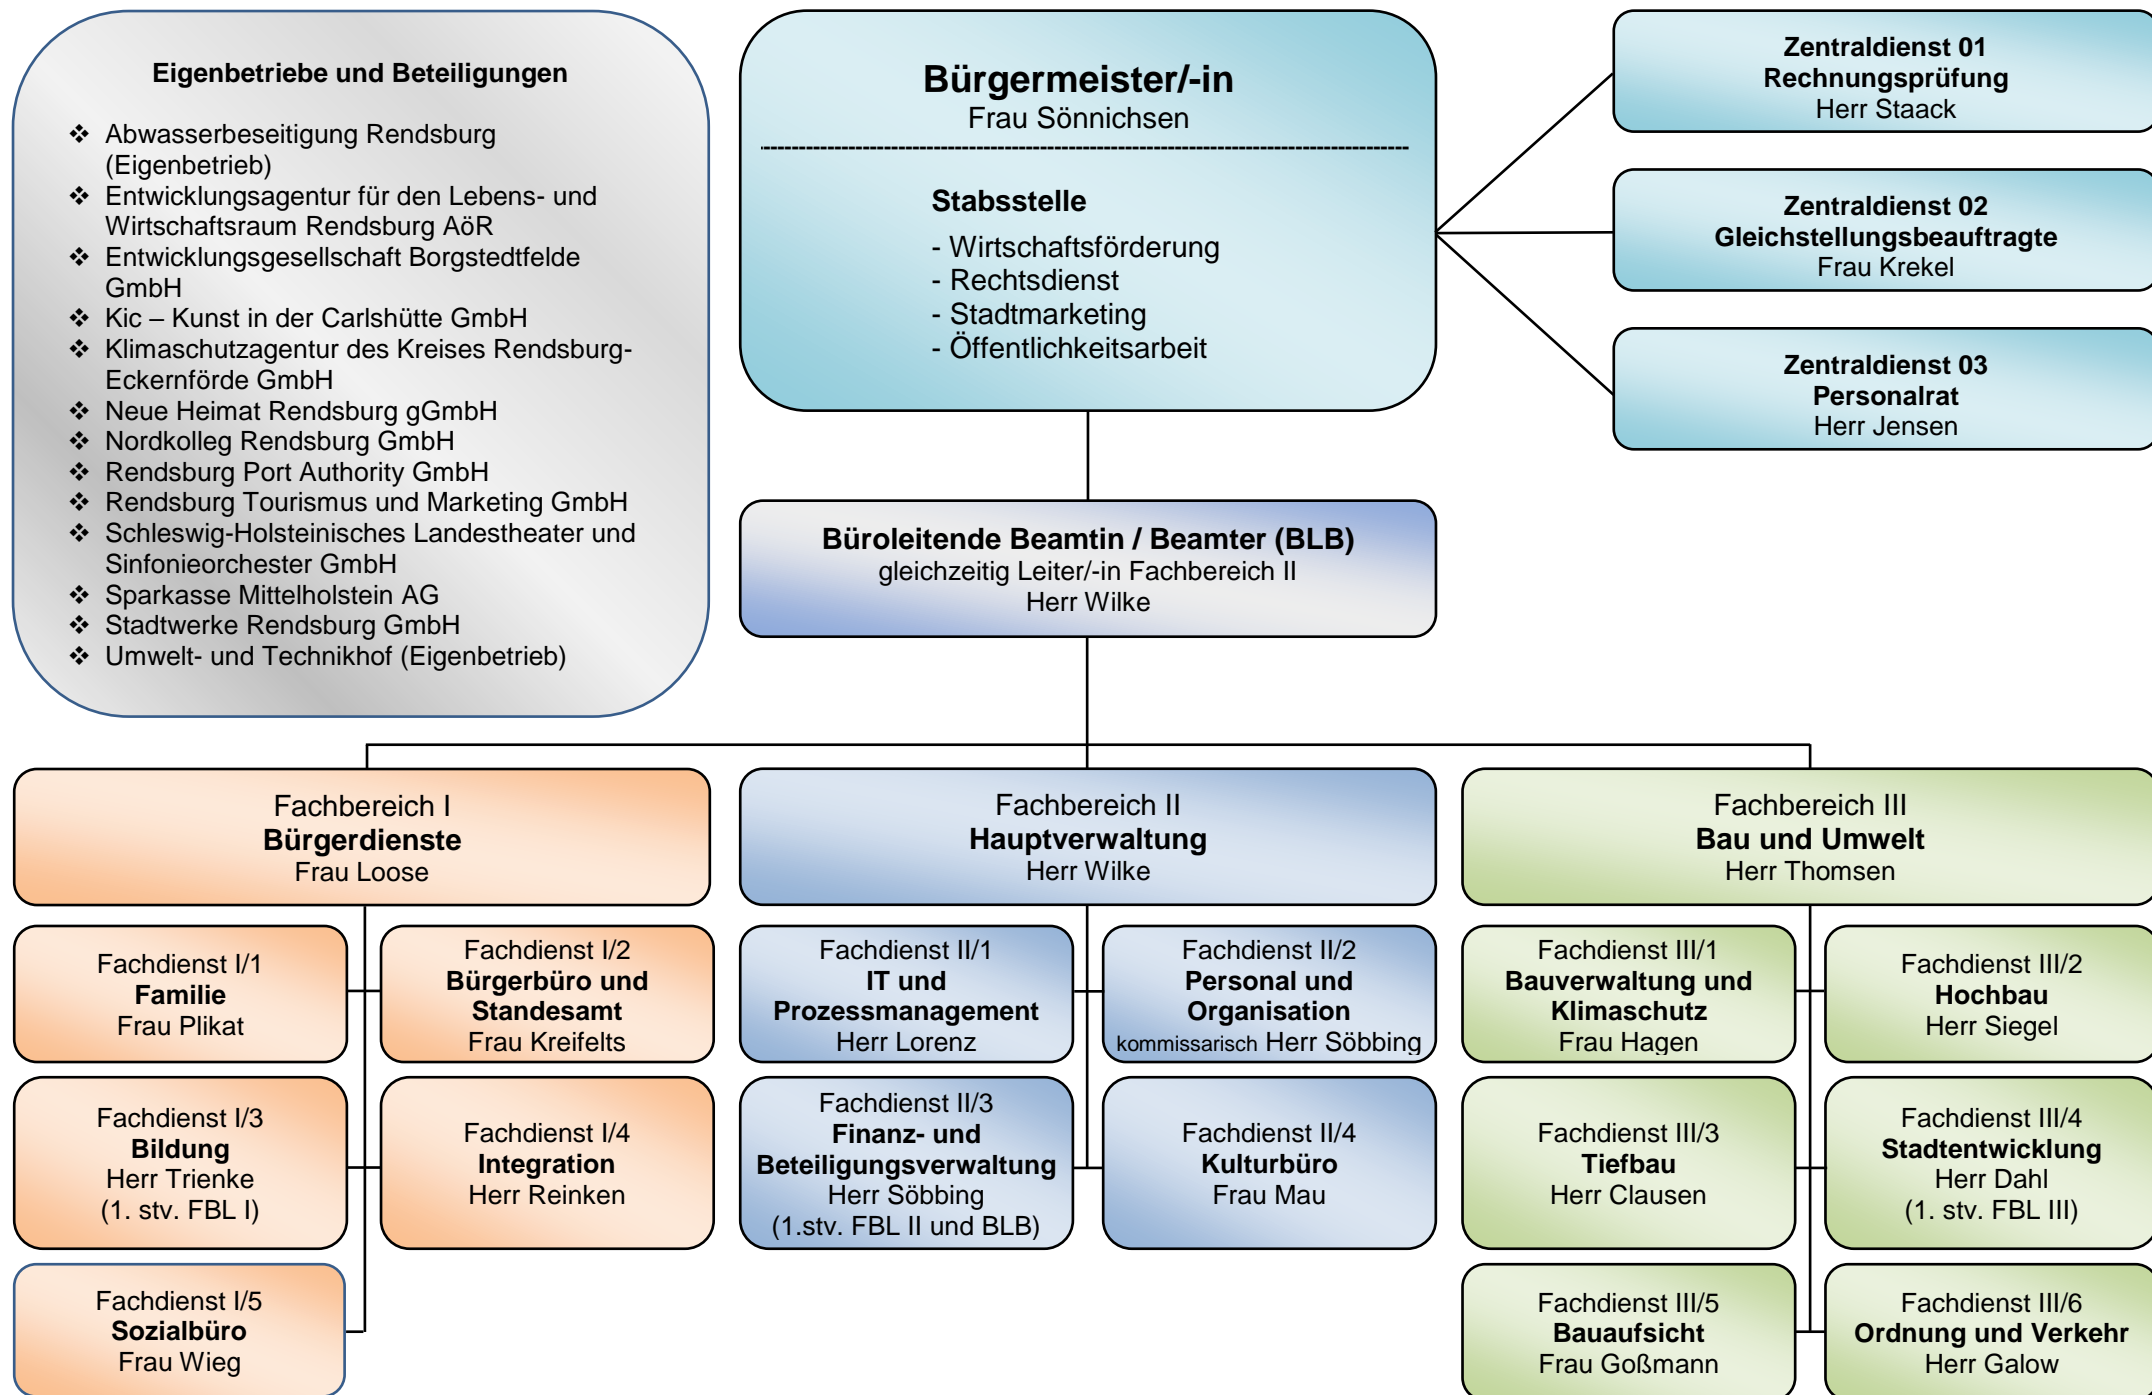 Eigenbetriebe und Beteiligungen
❖ Abwasserbeseitigung Rendsburg
(Eigenbetrieb)
❖ Entwicklungsagentur für den Lebens- und
Wirtschaftsraum Rendsburg AöR
❖ Entwicklungsgesellschaft Borgstedtfelde
GmbH
❖ Kic – Kunst in der Carlshütte GmbH
❖ Klimaschutzagentur des Kreises Rendsburg-
Eckernförde GmbH
❖ Neue Heimat Rendsburg gGmbH
❖ Nordkolleg Rendsburg GmbH
❖ Rendsburg Port Authority GmbH
❖ Rendsburg Tourismus und Marketing GmbH
❖ Schleswig-Holsteinisches Landestheater und
Sinfonieorchester GmbH
❖ Sparkasse Mittelholstein AG
❖ Stadtwerke Rendsburg GmbH
❖ Umwelt- und Technikhof (Eigenbetrieb)
Bürgermeister/-in
Frau Sönnichsen
Stabsstelle
- Wirtschaftsförderung
- Rechtsdienst
- Stadtmarketing
- Öffentlichkeitsarbeit
Zentraldienst 01
Rechnungsprüfung
Herr Staack
Zentraldienst 02
Gleichstellungsbeauftragte
Frau Krekel
Zentraldienst 03
Personalrat
Herr Jensen
Büroleitende Beamtin / Beamter (BLB)
gleichzeitig Leiter/-in Fachbereich II
Herr Wilke
Fachbereich I
Bürgerdienste
Frau Loose
Fachbereich II
Hauptverwaltung
Herr Wilke
Fachbereich III
Bau und Umwelt
Herr Thomsen
Fachdienst I/1
Familie
Frau Plikat
Fachdienst I/2
Bürgerbüro und
Standesamt
Frau Kreifelts
Fachdienst II/1
IT und
Prozessmanagement
Herr Lorenz
Fachdienst II/2
Personal und
Organisation
kommissarisch Herr Söbbing
Fachdienst III/1
Bauverwaltung und
Klimaschutz
Frau Hagen
Fachdienst III/2
Hochbau
Herr Siegel
Fachdienst I/3
Bildung
Herr Trienke
(1. stv. FBL I)
Fachdienst I/4
Integration
Herr Reinken
Fachdienst II/3
Finanz- und
Beteiligungsverwaltung
Herr Söbbing
(1.stv. FBL II und BLB)
Fachdienst II/4
Kulturbüro
Frau Mau
Fachdienst III/3
Tiefbau
Herr Clausen
Fachdienst III/4
Stadtentwicklung
Herr Dahl
(1. stv. FBL III)
Fachdienst I/5
Sozialbüro
Frau Wieg
Fachdienst III/5
Bauaufsicht
Frau Goßmann
Fachdienst III/6
Ordnung und Verkehr
Herr Galow